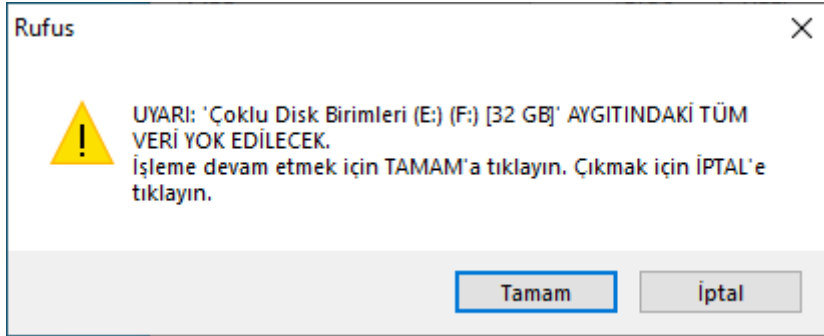 Rufus
UYARI: 'Çoklu Disk Birimleri (E:) (F:) [32 GB]' AYGITINDAKİ TÜM
VERİ YOK EDİLECEK.
İşleme devam etmek için TAMAM'a tıklayın. Çıkmak için İPTAL'e
tıklayın.
Tamam
İptal